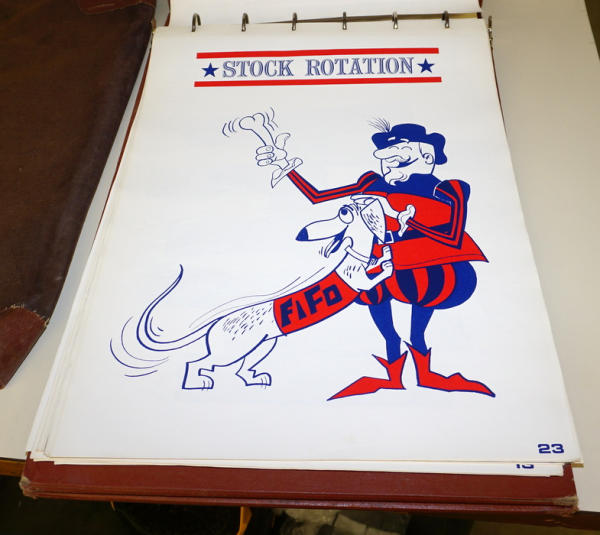 ★ STOCK ROTATION ★
FIFO
23